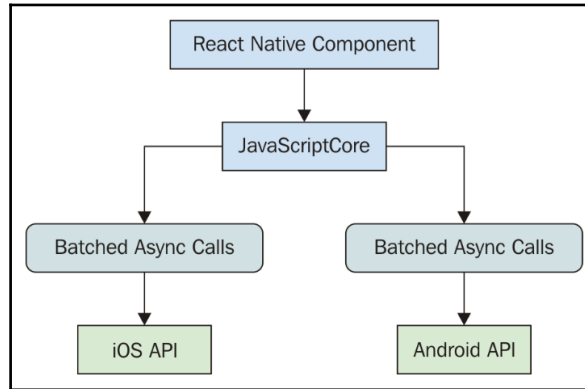 React Native Component
JavaScriptCore
Batched Async Calls
Batched Async Calls
iOS API
Android API